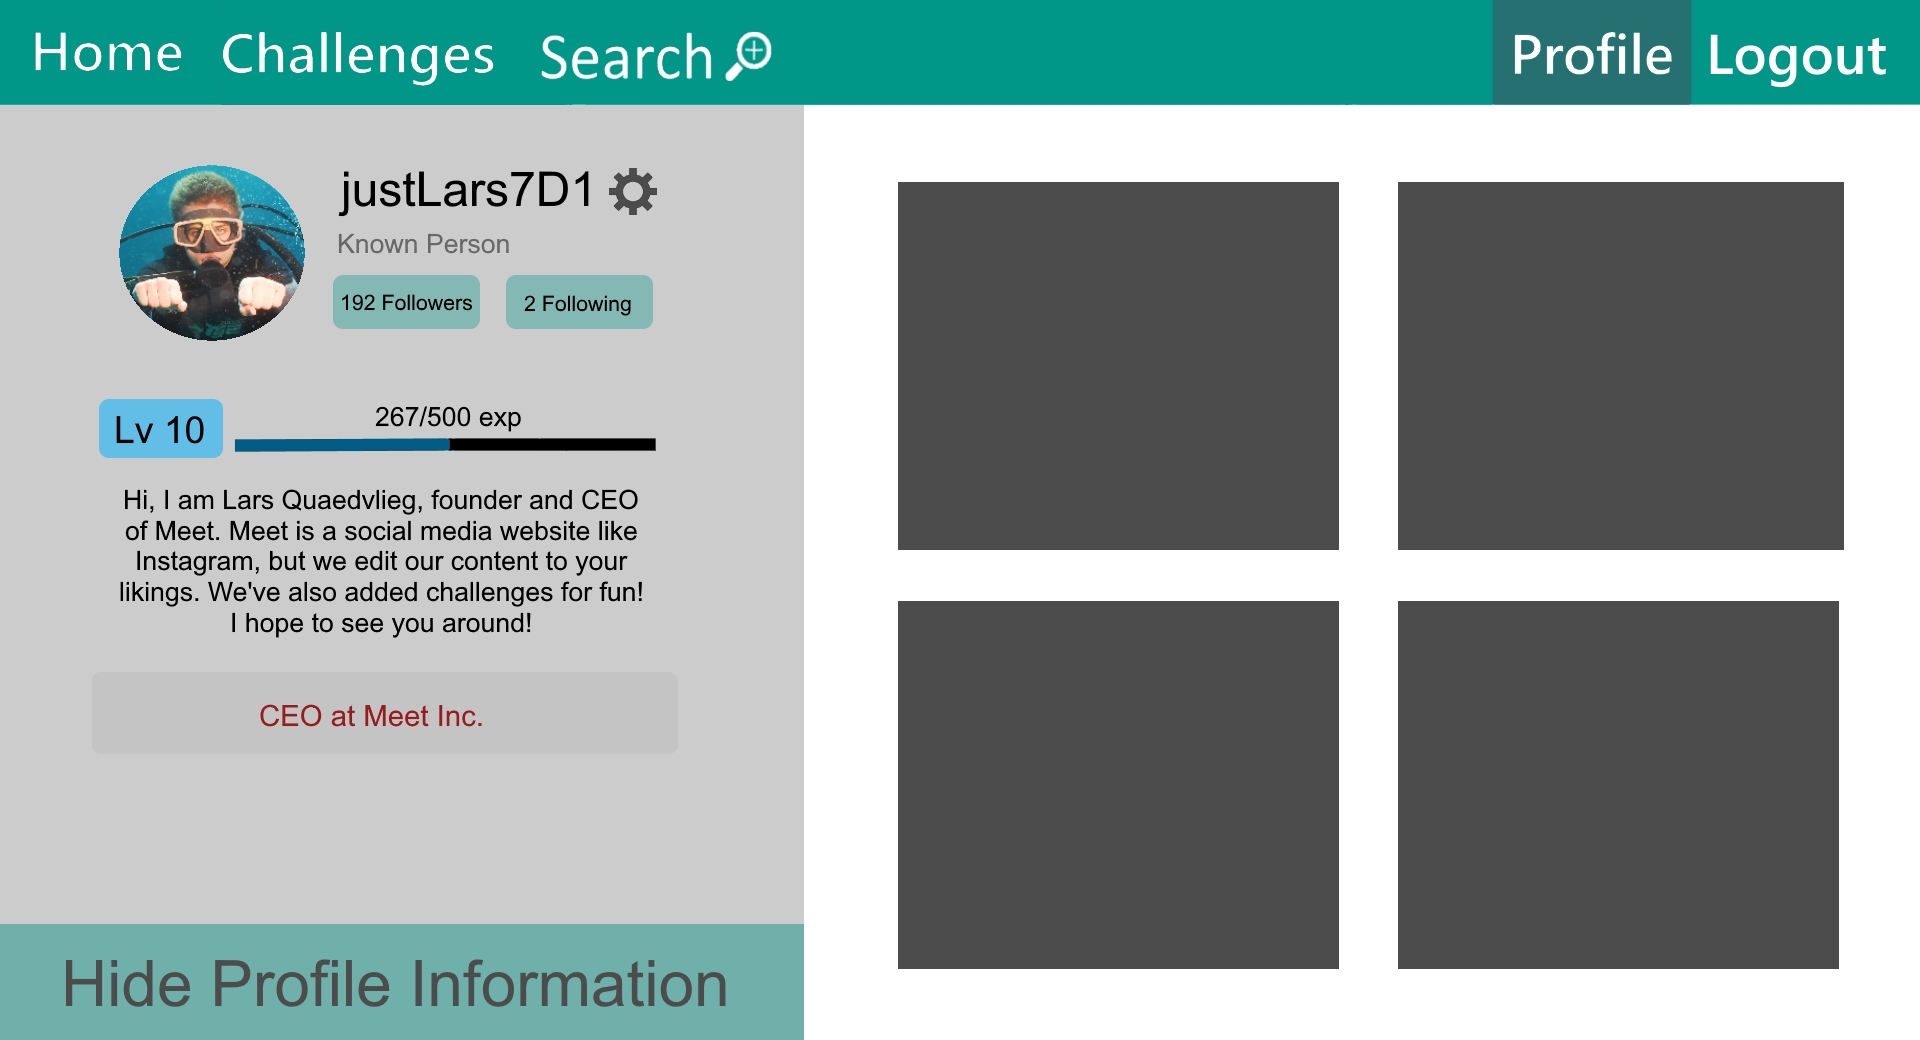 Home Challenges Search Profile Logout
justLars7D1
Known Person
192 Followers 2 Following
Lv 10
267/500 exp
Hi, I am Lars Quaedvlieg, founder and CEO
of Meet. Meet is a social media website like
Instagram, but we edit our content to your
likings. We've also added challenges for fun!
I hope to see you around!
CEO at Meet Inc.
Hide Profile Information